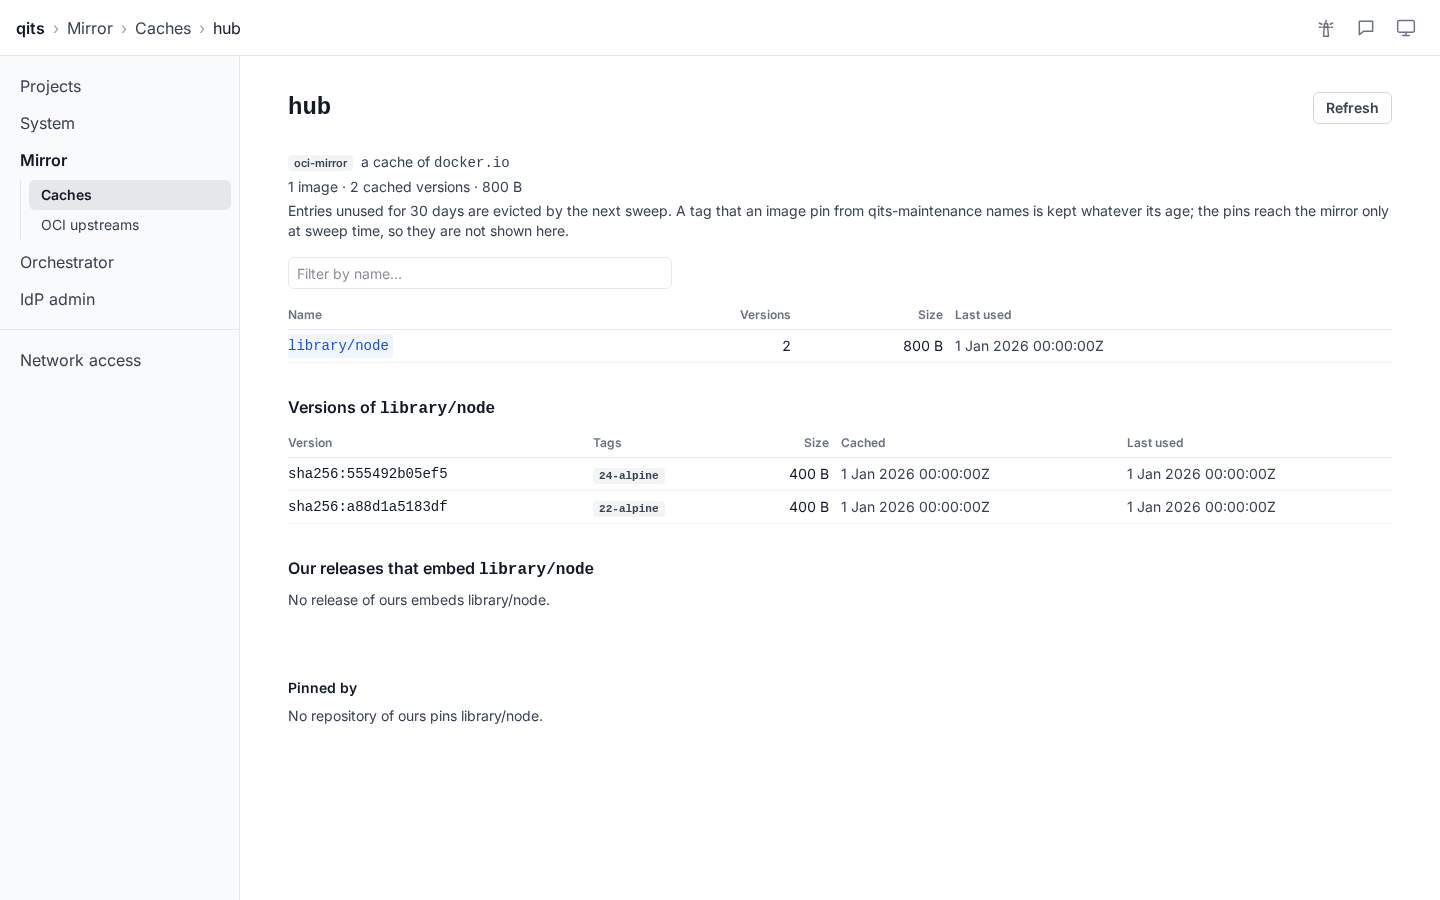 qits › Mirror › Caches › hub
Projects
System
Mirror
Caches
OCI upstreams
Orchestrator
IdP admin
Network access
hub
Refresh
oci-mirror a cache of docker.io
1 image · 2 cached versions · 800 B
Entries unused for 30 days are evicted by the next sweep. A tag that an image pin from qits-maintenance names is kept whatever its age; the pins reach the mirror only
at sweep time, so they are not shown here.
Filter by name...
Name Versions Size Last used
library/node 2 800 B 1 Jan 2026 00:00:00Z
Versions of library/node
Version Tags Size Cached Last used
sha256:555492b05ef5 24-alpine 400 B 1 Jan 2026 00:00:00Z 1 Jan 2026 00:00:00Z
sha256:a88d1a5183df 22-alpine 400 B 1 Jan 2026 00:00:00Z 1 Jan 2026 00:00:00Z
Our releases that embed library/node
No release of ours embeds library/node.
Pinned by
No repository of ours pins library/node.